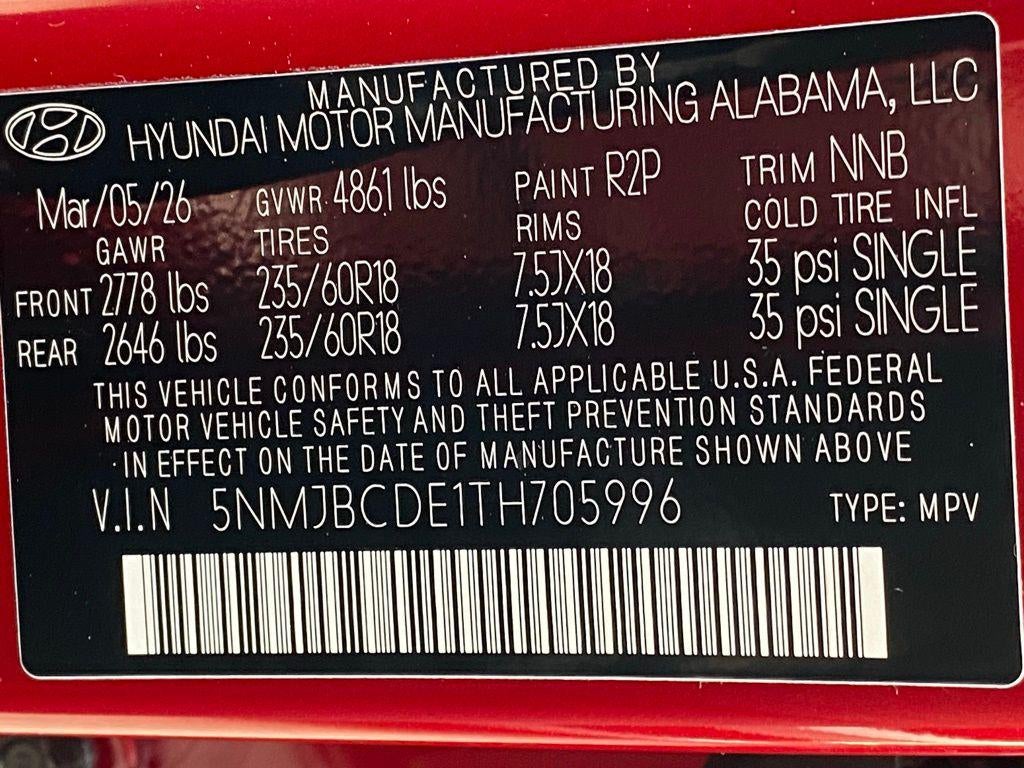 MANUFACTURED BY
HYUNDAI MOTOR MANUFACTURING ALABAMA, LLC
Mar/05/26 GVWR 4861 lbs PAINT R2P TRIM NNB
GAWR TIRES RIMS COLD TIRE INFL
FRONT 2778 lbs 235/60R18 7.5JX18 35 psi SINGLE
REAR 2646 lbs 235/60R18 7.5JX18 35 psi SINGLE
THIS VEHICLE CONFORMS TO ALL APPLICABLE U.S.A. FEDERAL
MOTOR VEHICLE SAFETY AND THEFT PREVENTION STANDARDS
IN EFFECT ON THE DATE OF MANUFACTURE SHOWN ABOVE
V.I.N 5NMJBCDE1TH705996 TYPE: MPV